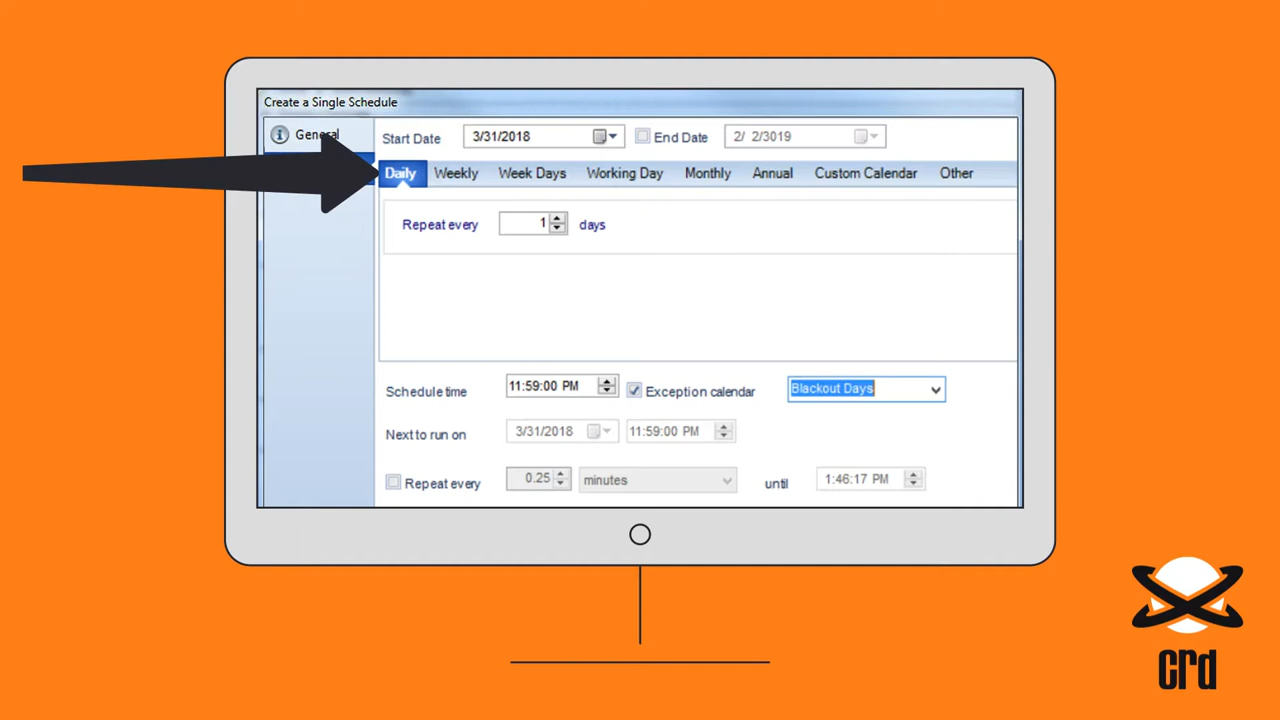 Create a Single Schedule
General
Start Date 3/31/2018 End Date 2/ 2/3019
Daily Weekly Week Days Working Day Monthly Annual Custom Calendar Other
Repeat every 1 days
Schedule time 11:59:00 PM Exception calendar Blackout Days
Next to run on 3/31/2018 11:59:00 PM
Repeat every 0.25 minutes until 1:46:17 PM
crd